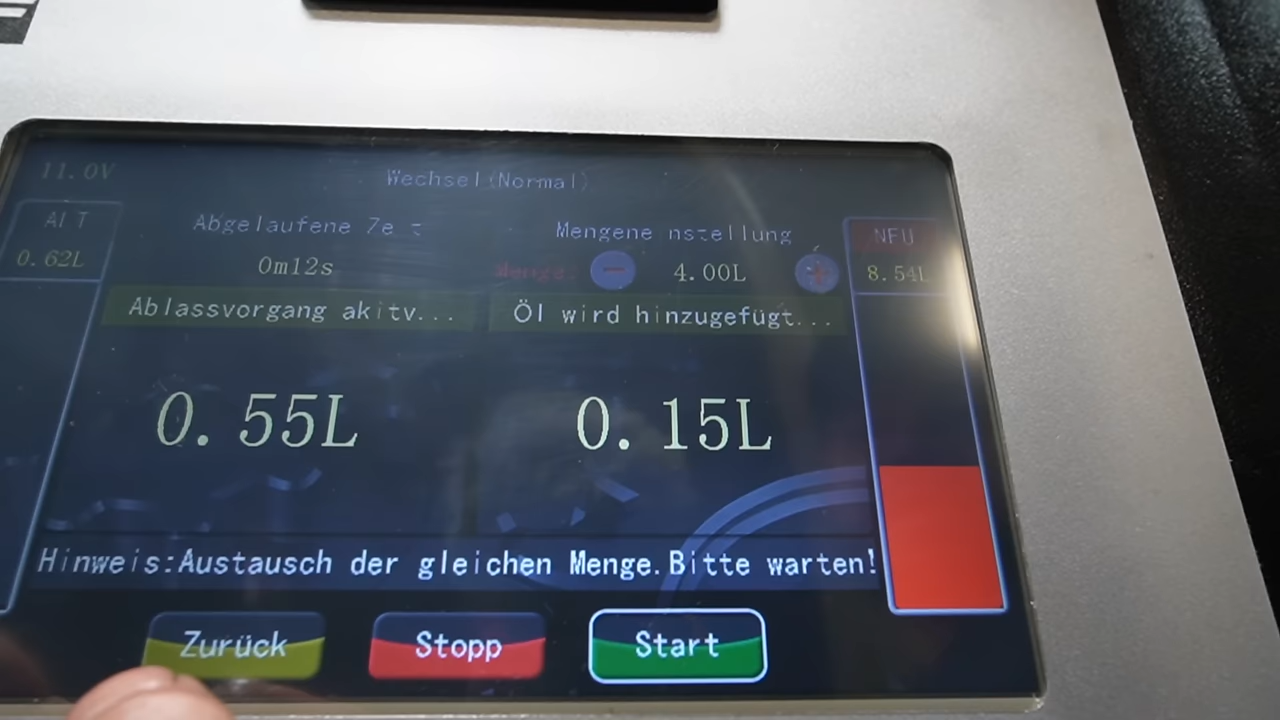 11.0V
Wechsel(Normal)
ALT
0.62L
Abgelaufene Zeit
0m12s
Mengeneinstellung
Menge: - 4.00L +
NEU
8.54L
Ablassvorgang akitv...
Öl wird hinzugefügt...
0.55L
0.15L
Hinweis:Austausch der gleichen Menge.Bitte warten!
Zurück
Stopp
Start